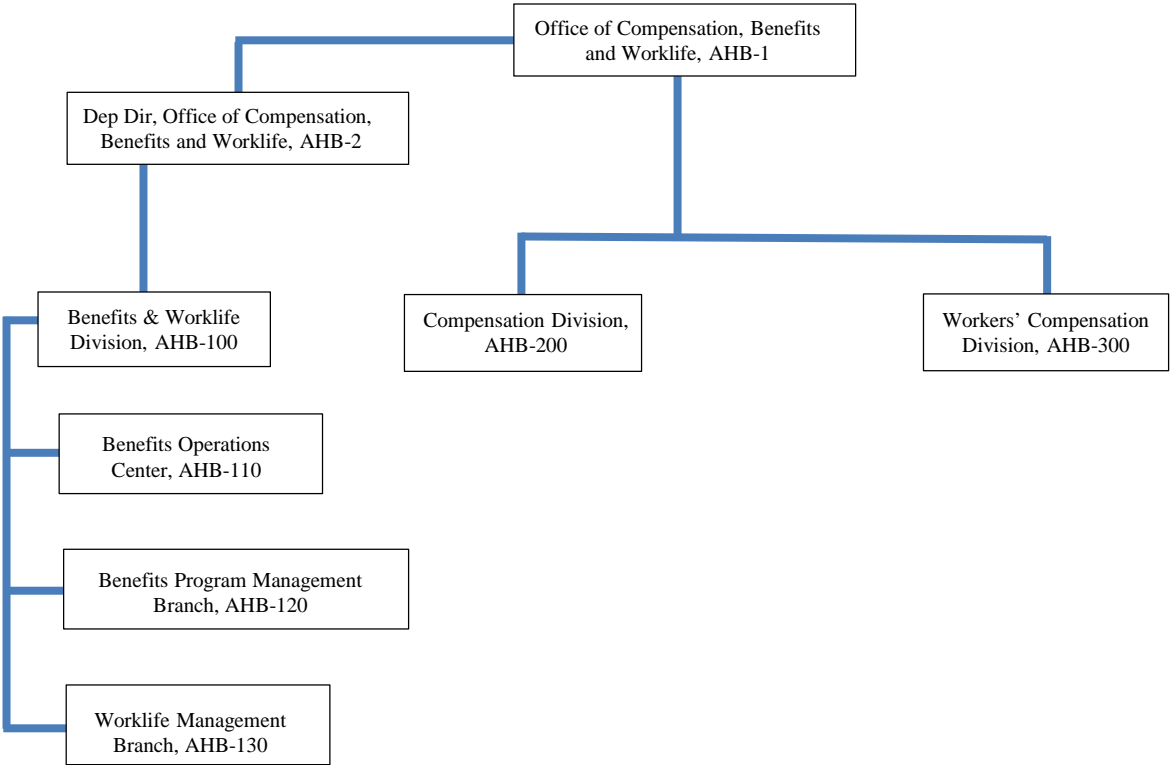 Office of Compensation, Benefits
and Worklife, AHB-1
Dep Dir, Office of Compensation,
Benefits and Worklife, AHB-2
Benefits & Worklife
Division, AHB-100
Compensation Division,
AHB-200
Workers’ Compensation
Division, AHB-300
Benefits Operations
Center, AHB-110
Benefits Program Management
Branch, AHB-120
Worklife Management
Branch, AHB-130